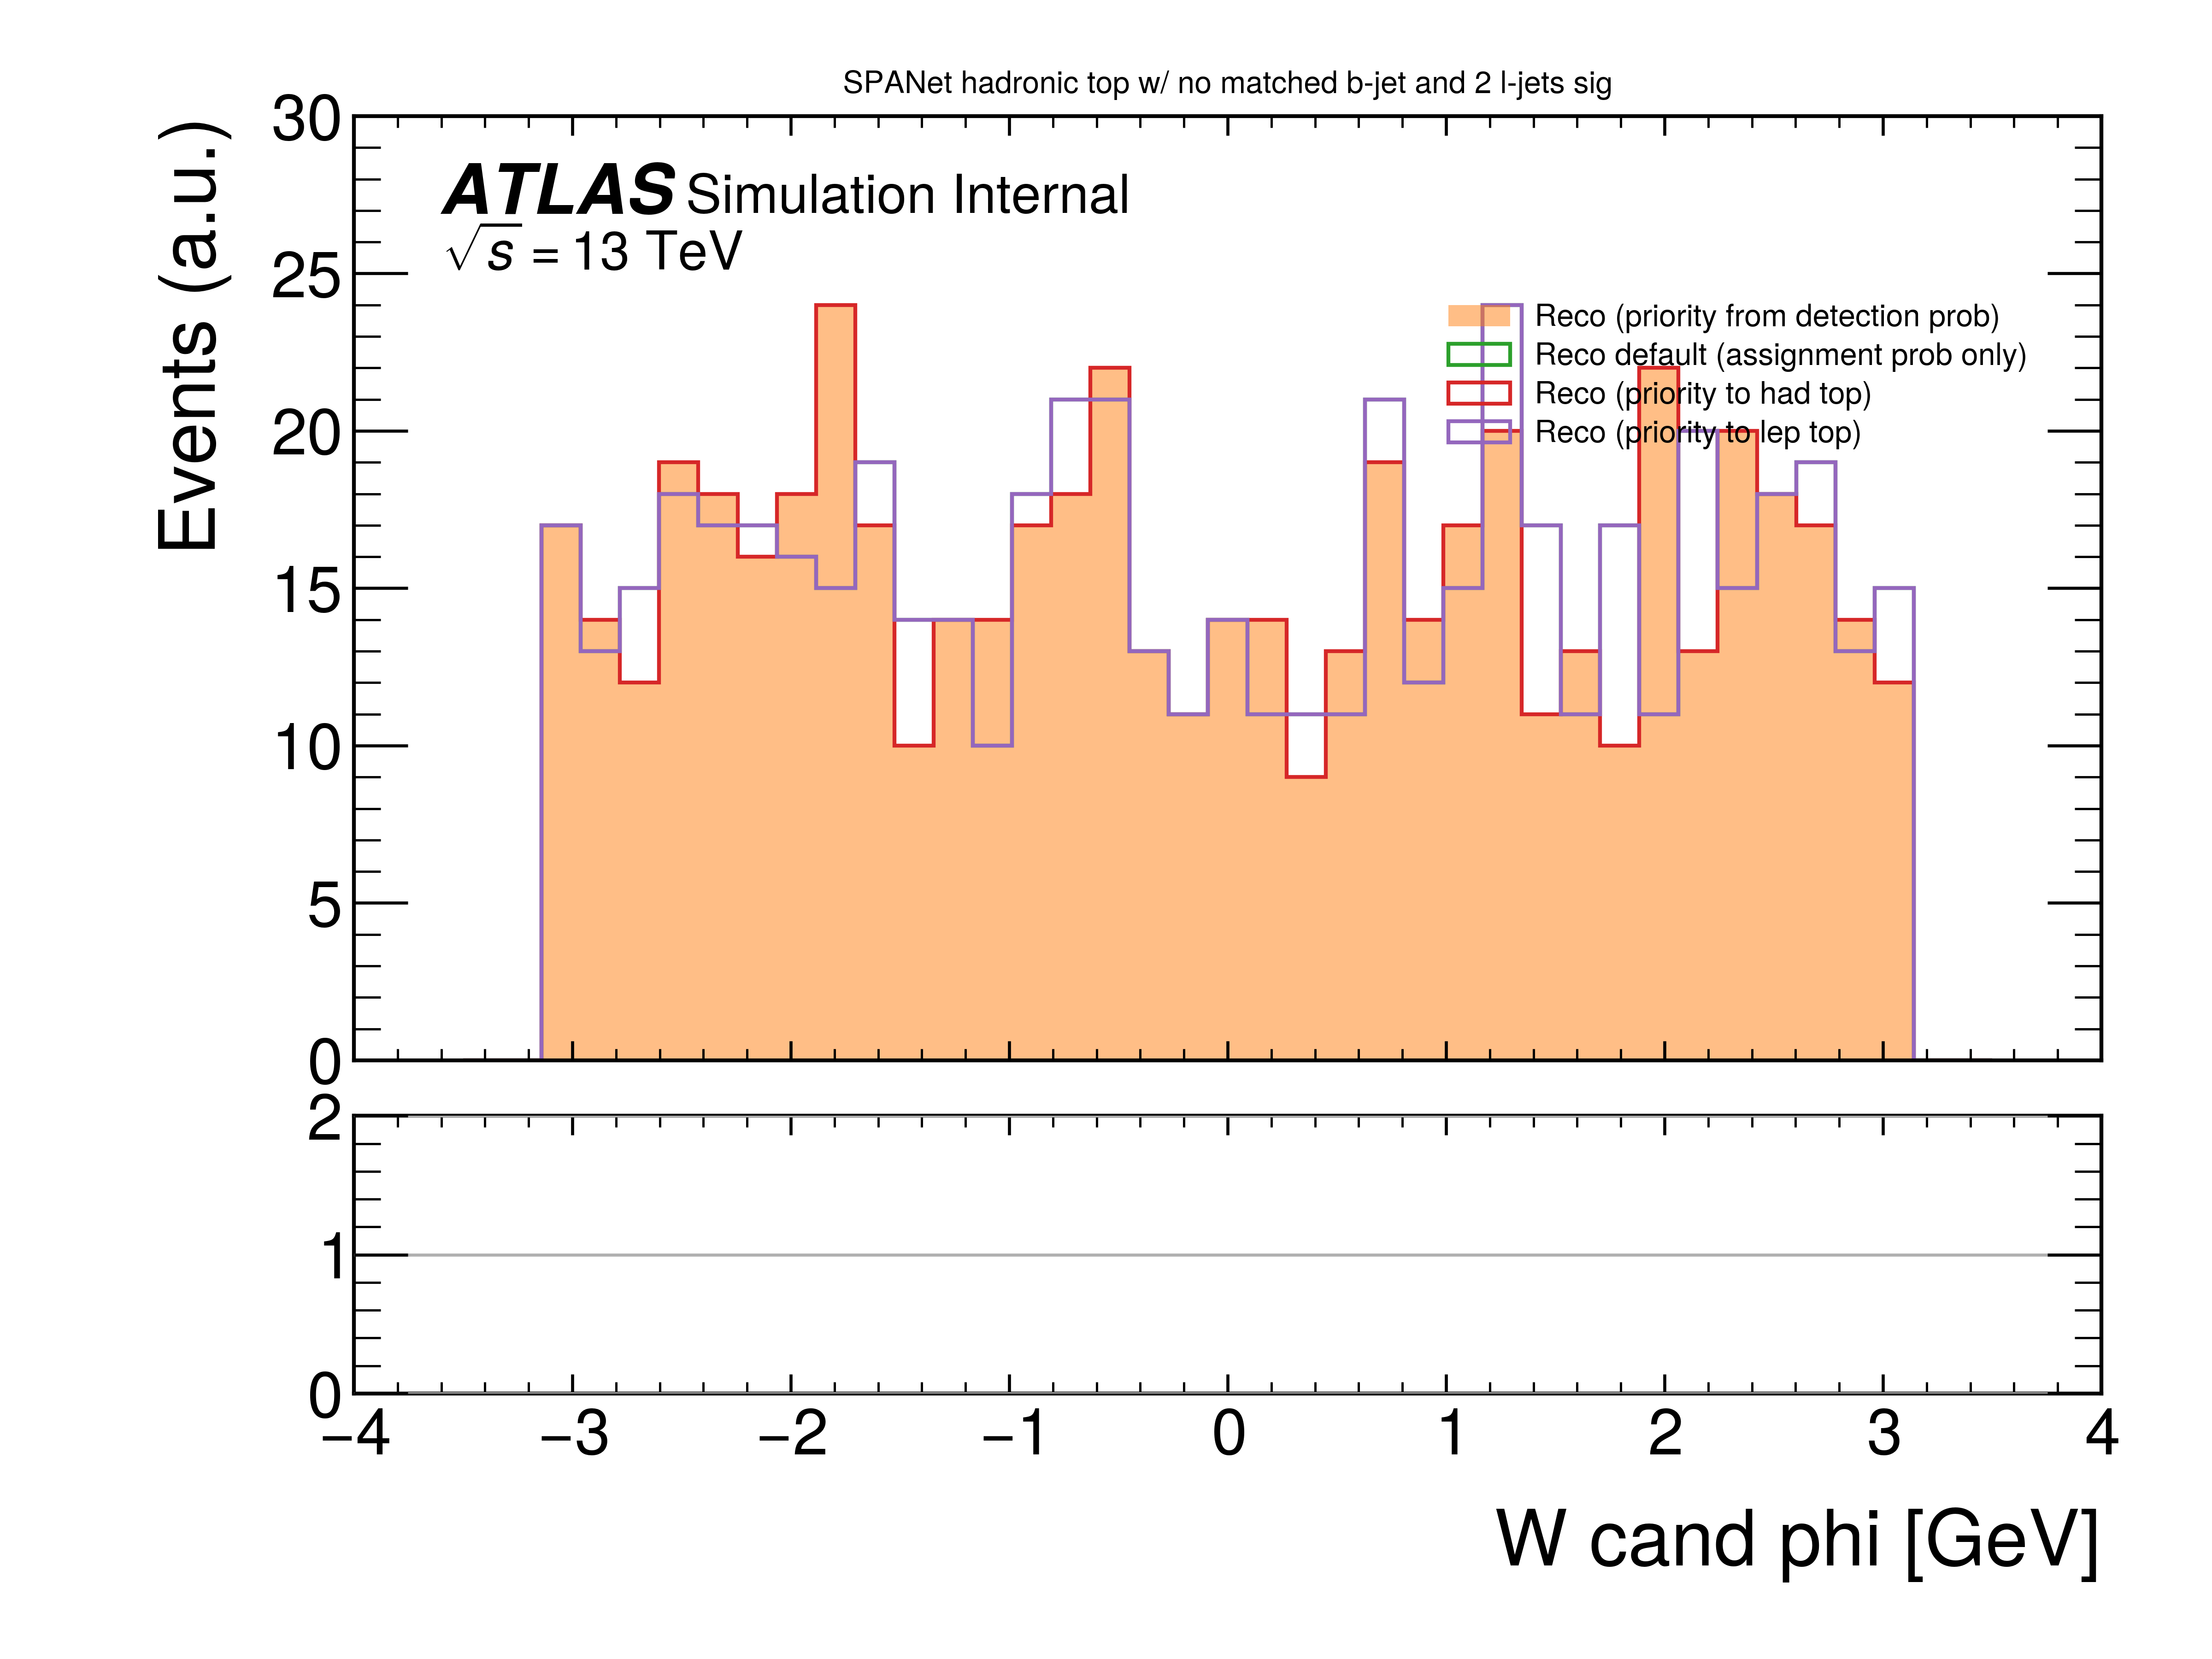 SPANet hadronic top w/ no matched b-jet and 2 l-jets sig
Events (a.u.)
30
25
20
15
10
5
0
ATLAS Simulation Internal
√s = 13 TeV
Reco (priority from detection prob)
Reco default (assignment prob only)
Reco (priority to had top)
Reco (priority to lep top)
2
1
0
−4 −3 −2 −1 0 1 2 3 4
W cand phi [GeV]